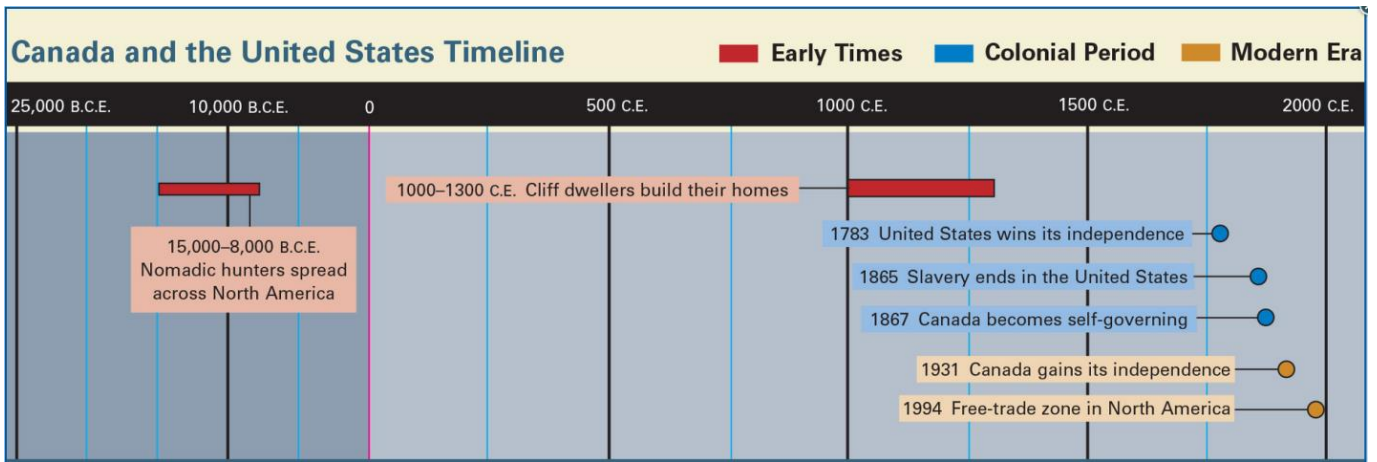 Canada and the United States Timeline
Early Times
Colonial Period
Modern Era
25,000 B.C.E.
10,000 B.C.E.
0
500 C.E.
1000 C.E.
1500 C.E.
2000 C.E.
1000–1300 C.E. Cliff dwellers build their homes
15,000–8,000 B.C.E.
Nomadic hunters spread
across North America
1783 United States wins its independence
1865 Slavery ends in the United States
1867 Canada becomes self-governing
1931 Canada gains its independence
1994 Free-trade zone in North America